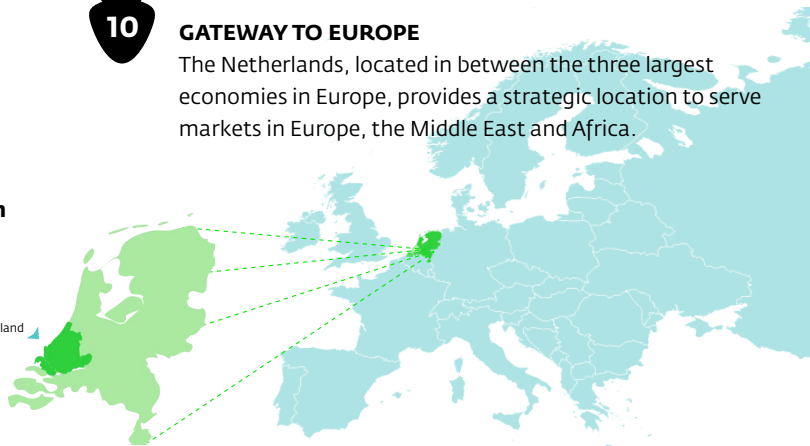 10
GATEWAY TO EUROPE
The Netherlands, located in between the three largest
economies in Europe, provides a strategic location to serve
markets in Europe, the Middle East and Africa.
n
land